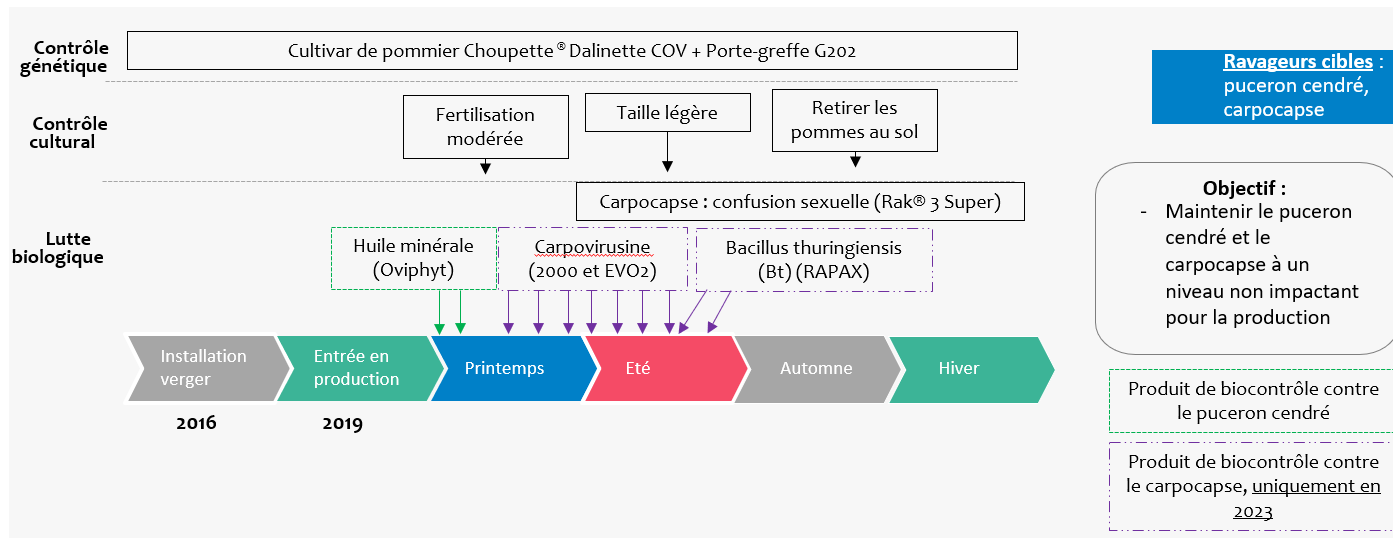 Contrôle
génétique
Cultivar de pommier Choupette ® Dalinette COV + Porte-greffe G202
Ravageurs cibles :
puceron cendré,
carpocapse
Contrôle
cultural
Fertilisation
modérée
Taille légère
Retirer les
pommes au sol
Objectif :
- Maintenir le puceron
cendré et le
carpocapse à un
niveau non impactant
pour la production
Lutte
biologique
Carpocapse : confusion sexuelle (Rak® 3 Super)
Huile minérale
(Oviphyt)
Carpovirusine
(2000 et EVO2)
Bacillus thuringiensis
(Bt) (RAPAX)
Installation
verger
Entrée en
production
Printemps
Eté
Automne
Hiver
2016
2019
Produit de biocontrôle contre
le puceron cendré
Produit de biocontrôle contre
le carpocapse, uniquement en
2023